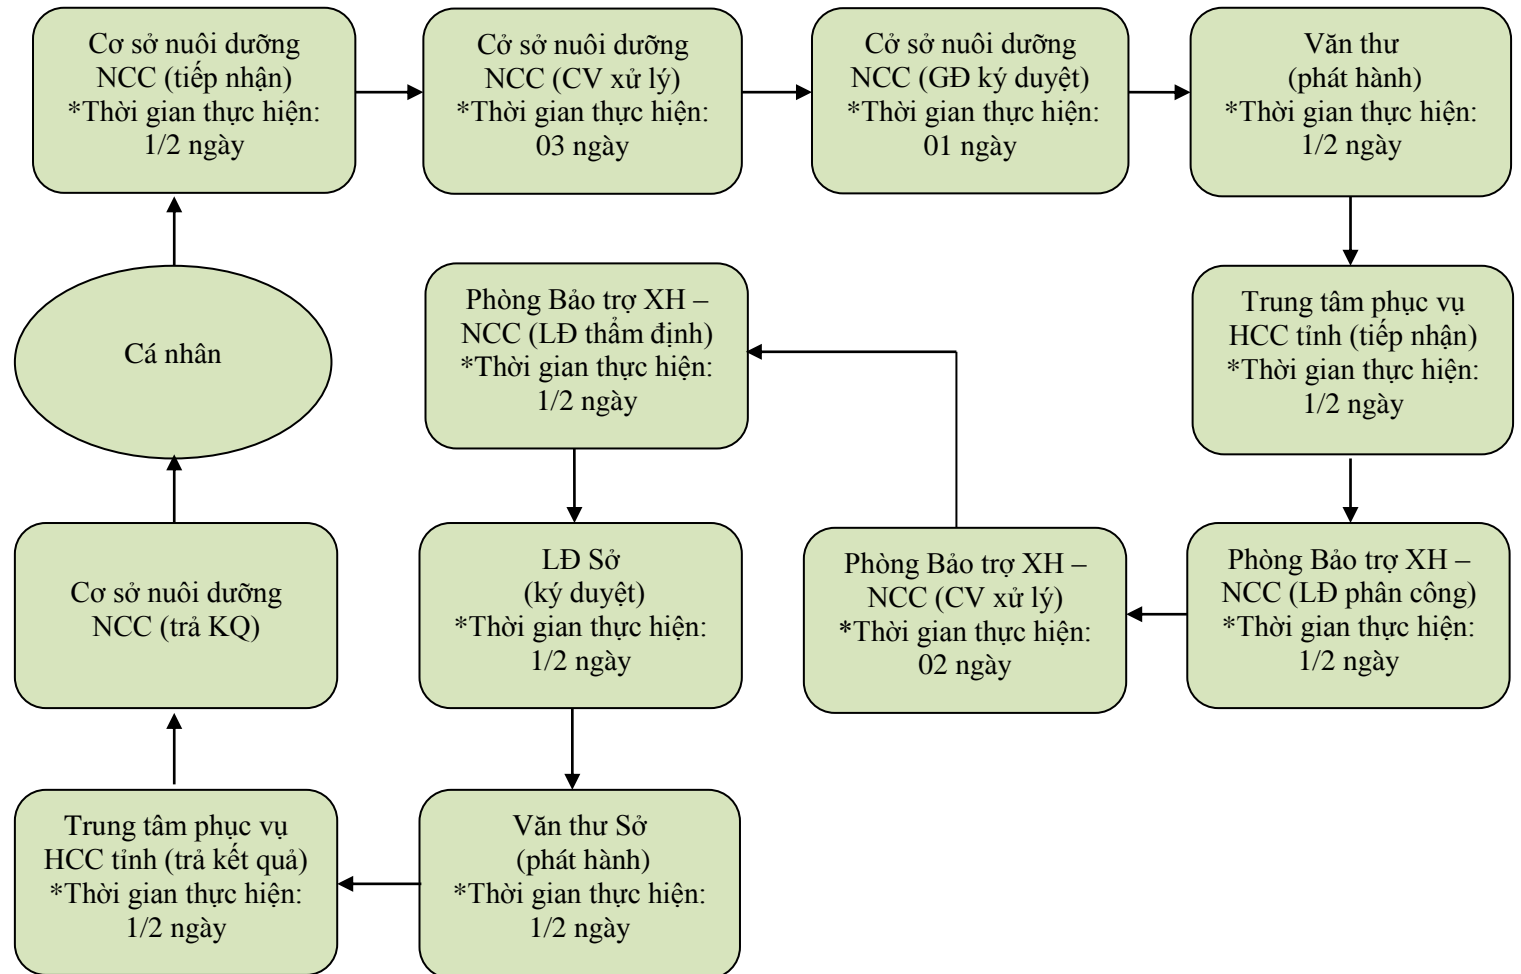 Cơ sở nuôi dưỡng
NCC (tiếp nhận)
*Thời gian thực hiện:
1/2 ngày
Cở sở nuôi dưỡng
NCC (CV xử lý)
*Thời gian thực hiện:
03 ngày
Cở sở nuôi dưỡng
NCC (GĐ ký duyệt)
*Thời gian thực hiện:
01 ngày
Văn thư
(phát hành)
*Thời gian thực hiện:
1/2 ngày
Trung tâm phục vụ
HCC tỉnh (tiếp nhận)
*Thời gian thực hiện:
1/2 ngày
Phòng Bảo trợ XH –
NCC (LĐ phân công)
*Thời gian thực hiện:
1/2 ngày
Phòng Bảo trợ XH –
NCC (CV xử lý)
*Thời gian thực hiện:
02 ngày
Phòng Bảo trợ XH –
NCC (LĐ thẩm định)
*Thời gian thực hiện:
1/2 ngày
LĐ Sở
(ký duyệt)
*Thời gian thực hiện:
1/2 ngày
Văn thư Sở
(phát hành)
*Thời gian thực hiện:
1/2 ngày
Trung tâm phục vụ
HCC tỉnh (trả kết quả)
*Thời gian thực hiện:
1/2 ngày
Cơ sở nuôi dưỡng
NCC (trả KQ)
Cá nhân